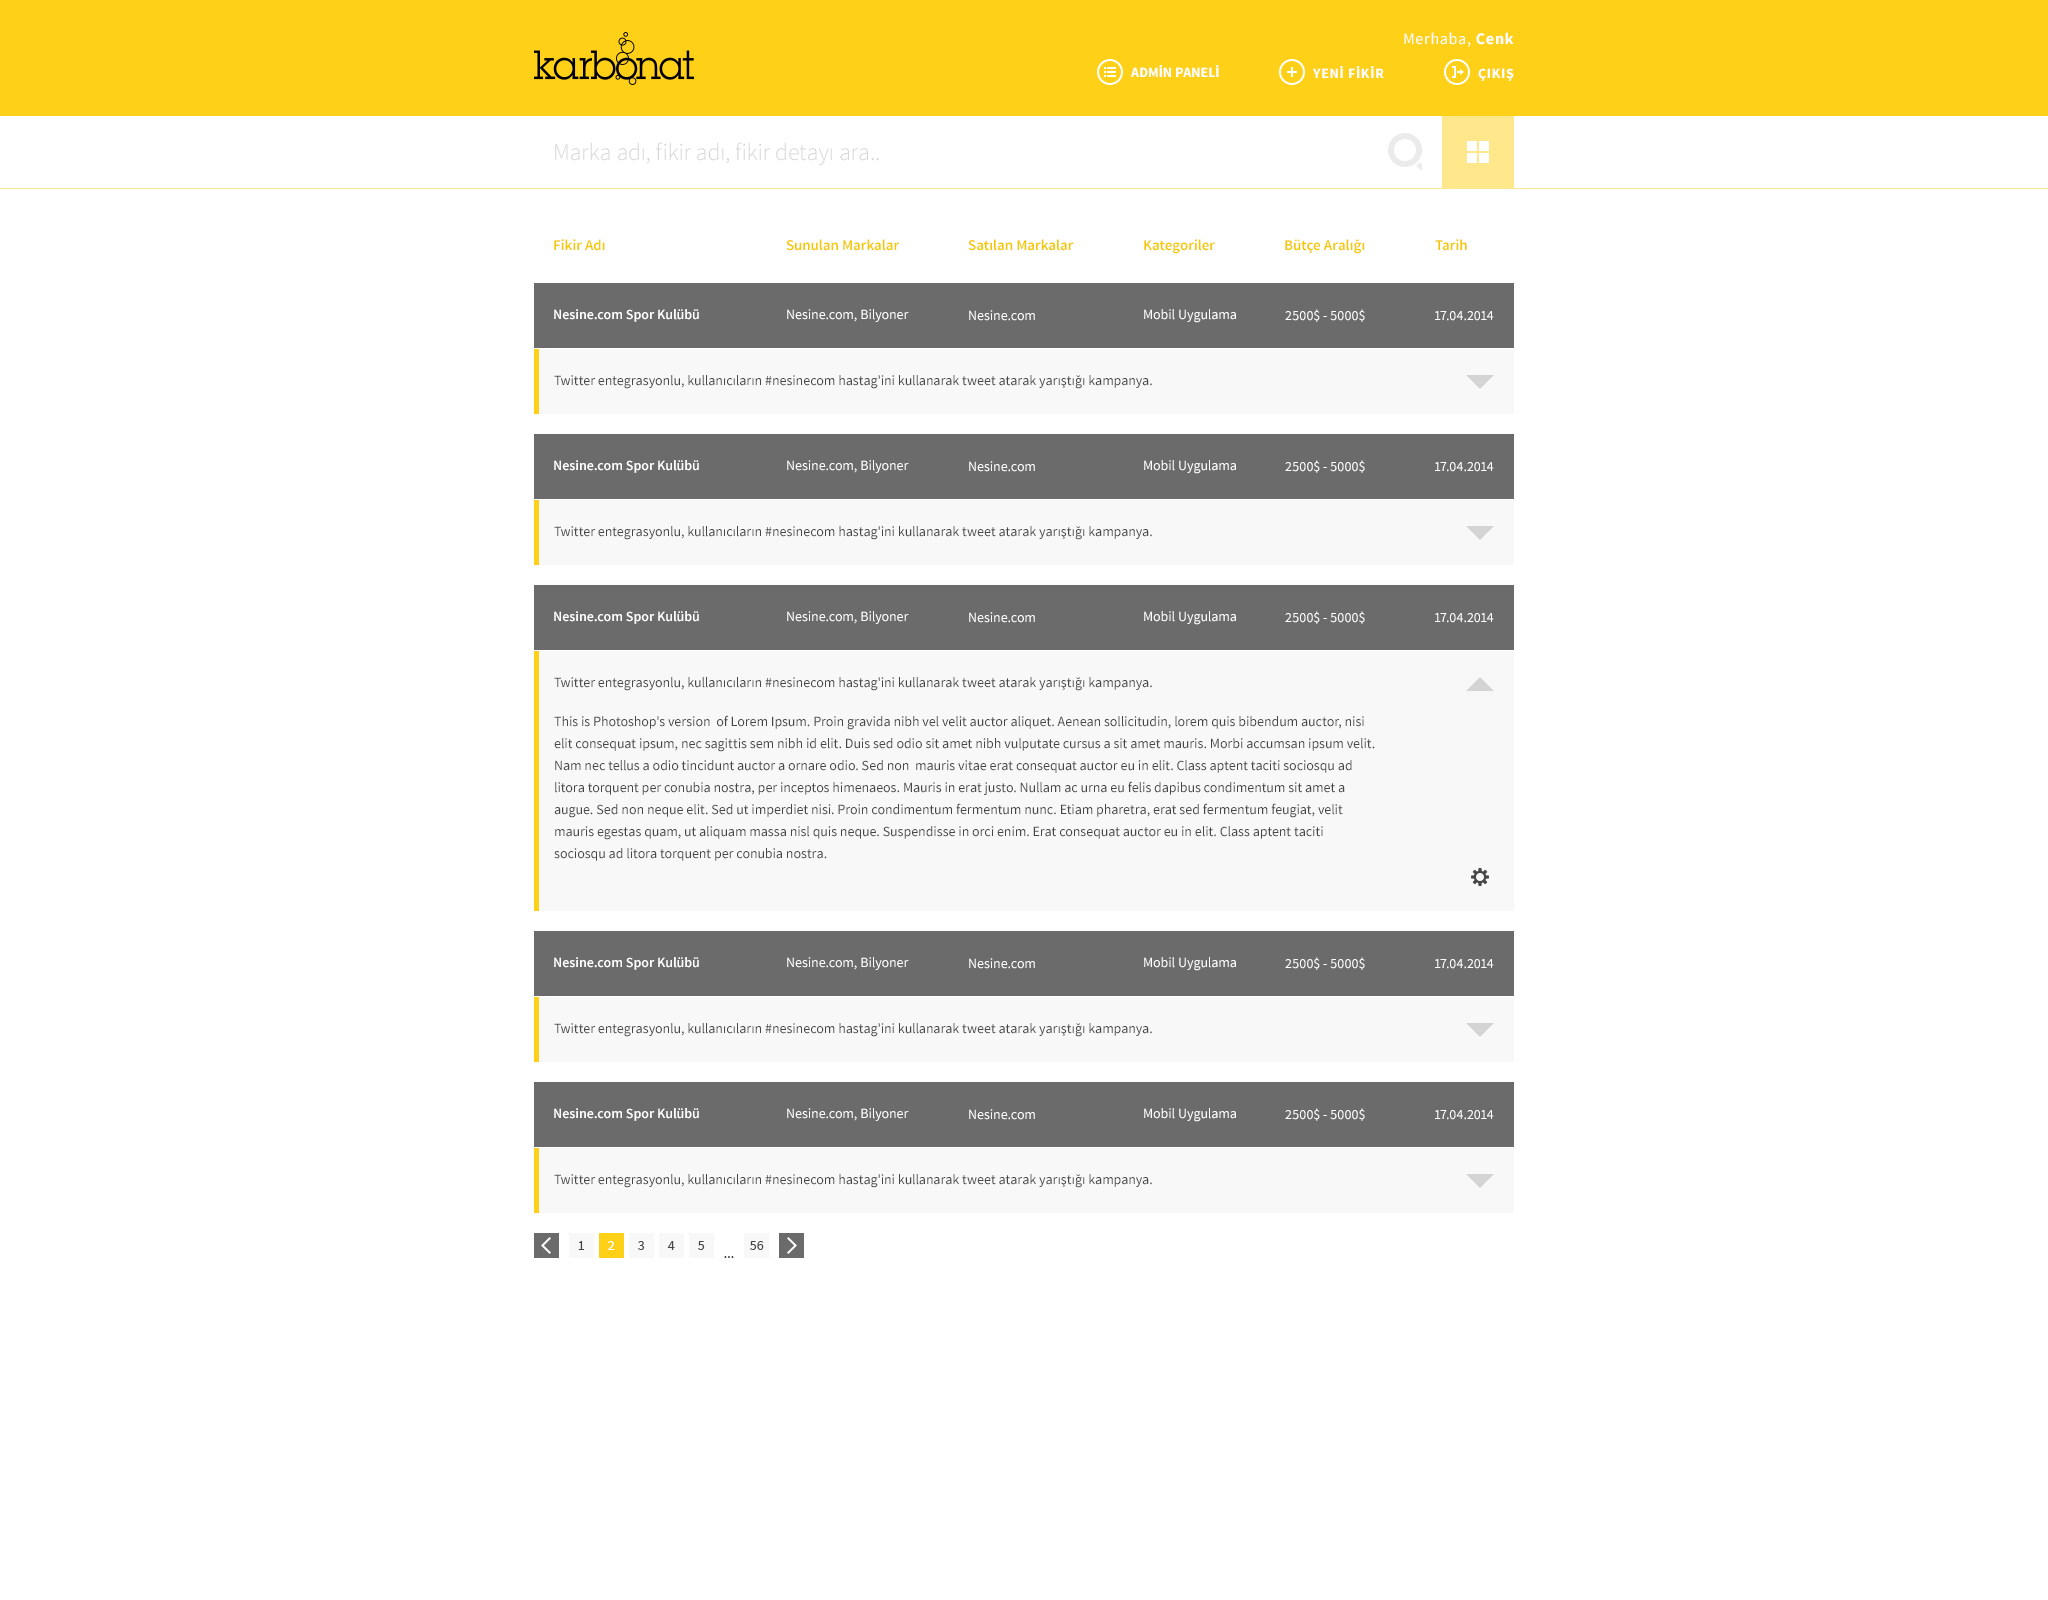 karbonat
Merhaba, Cenk
ADMİN PANELİ YENİ FİKİR ÇIKIŞ
Marka adı, fikir adı, fikir detayı ara..
Fikir Adı Sunulan Markalar Satılan Markalar Kategoriler Bütçe Aralığı Tarih
Nesine.com Spor Kulübü Nesine.com, Bilyoner Nesine.com Mobil Uygulama 2500$ - 5000$ 17.04.2014
Twitter entegrasyonlu, kullanıcıların #nesinecom hastag'ini kullanarak tweet atarak yarıştığı kampanya.
Nesine.com Spor Kulübü Nesine.com, Bilyoner Nesine.com Mobil Uygulama 2500$ - 5000$ 17.04.2014
Twitter entegrasyonlu, kullanıcıların #nesinecom hastag'ini kullanarak tweet atarak yarıştığı kampanya.
Nesine.com Spor Kulübü Nesine.com, Bilyoner Nesine.com Mobil Uygulama 2500$ - 5000$ 17.04.2014
Twitter entegrasyonlu, kullanıcıların #nesinecom hastag'ini kullanarak tweet atarak yarıştığı kampanya.
This is Photoshop's version  of Lorem Ipsum. Proin gravida nibh vel velit auctor aliquet. Aenean sollicitudin, lorem quis bibendum auctor, nisi
elit consequat ipsum, nec sagittis sem nibh id elit. Duis sed odio sit amet nibh vulputate cursus a sit amet mauris. Morbi accumsan ipsum velit.
Nam nec tellus a odio tincidunt auctor a ornare odio. Sed non  mauris vitae erat consequat auctor eu in elit. Class aptent taciti sociosqu ad
litora torquent per conubia nostra, per inceptos himenaeos. Mauris in erat justo. Nullam ac urna eu felis dapibus condimentum sit amet a
augue. Sed non neque elit. Sed ut imperdiet nisi. Proin condimentum fermentum nunc. Etiam pharetra, erat sed fermentum feugiat, velit
mauris egestas quam, ut aliquam massa nisl quis neque. Suspendisse in orci enim. Erat consequat auctor eu in elit. Class aptent taciti
sociosqu ad litora torquent per conubia nostra.
Nesine.com Spor Kulübü Nesine.com, Bilyoner Nesine.com Mobil Uygulama 2500$ - 5000$ 17.04.2014
Twitter entegrasyonlu, kullanıcıların #nesinecom hastag'ini kullanarak tweet atarak yarıştığı kampanya.
Nesine.com Spor Kulübü Nesine.com, Bilyoner Nesine.com Mobil Uygulama 2500$ - 5000$ 17.04.2014
Twitter entegrasyonlu, kullanıcıların #nesinecom hastag'ini kullanarak tweet atarak yarıştığı kampanya.
1 2 3 4 5 ... 56